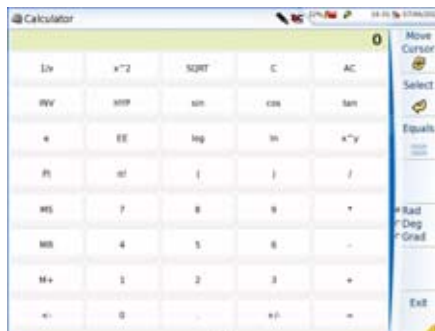 Calculator
0
Move
Cursor
1/v x^2 SQRT C AC
Select
INV HYP sin cos tan
Equals
e EE log ln x^y
PI n! ( ) /
MS 7 8 9 *
Rad
Deg
Grad
MR 4 5 6 -
M+ 1 2 3 +
Exit
<- 0 . +/- =